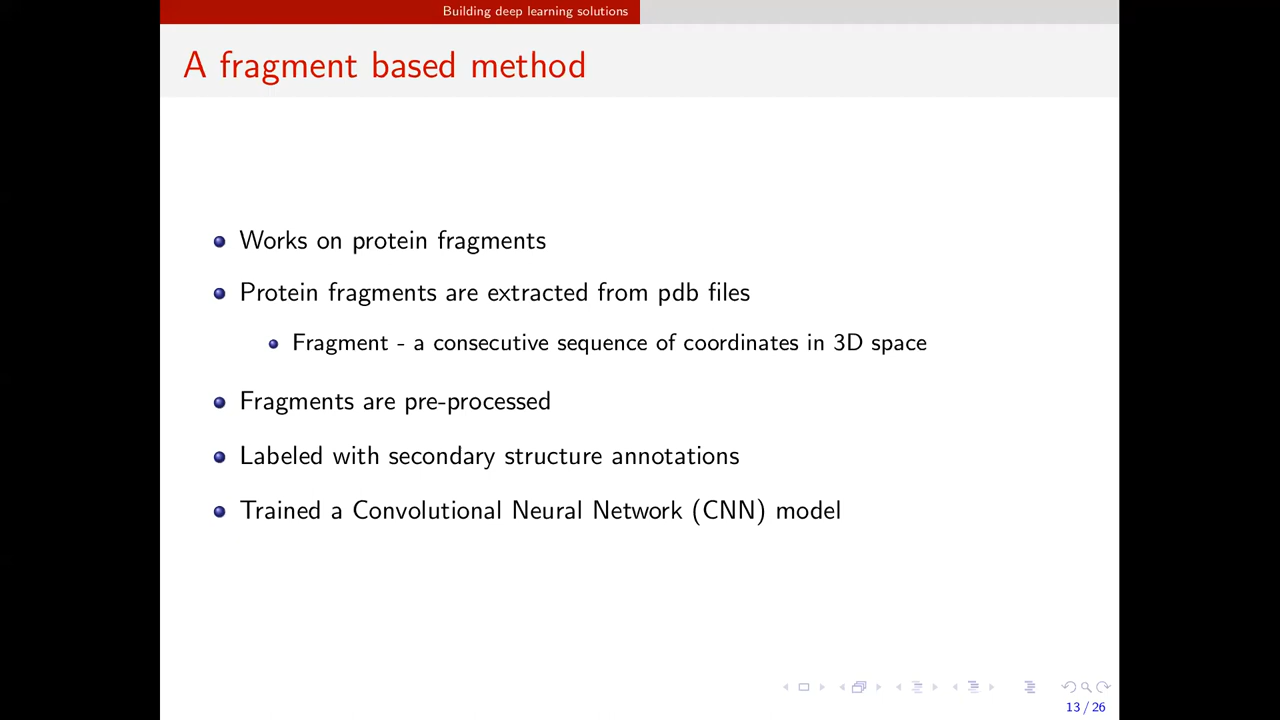 Building deep learning solutions
A fragment based method
Works on protein fragments
Protein fragments are extracted from pdb files
Fragment - a consecutive sequence of coordinates in 3D space
Fragments are pre-processed
Labeled with secondary structure annotations
Trained a Convolutional Neural Network (CNN) model
13 / 26